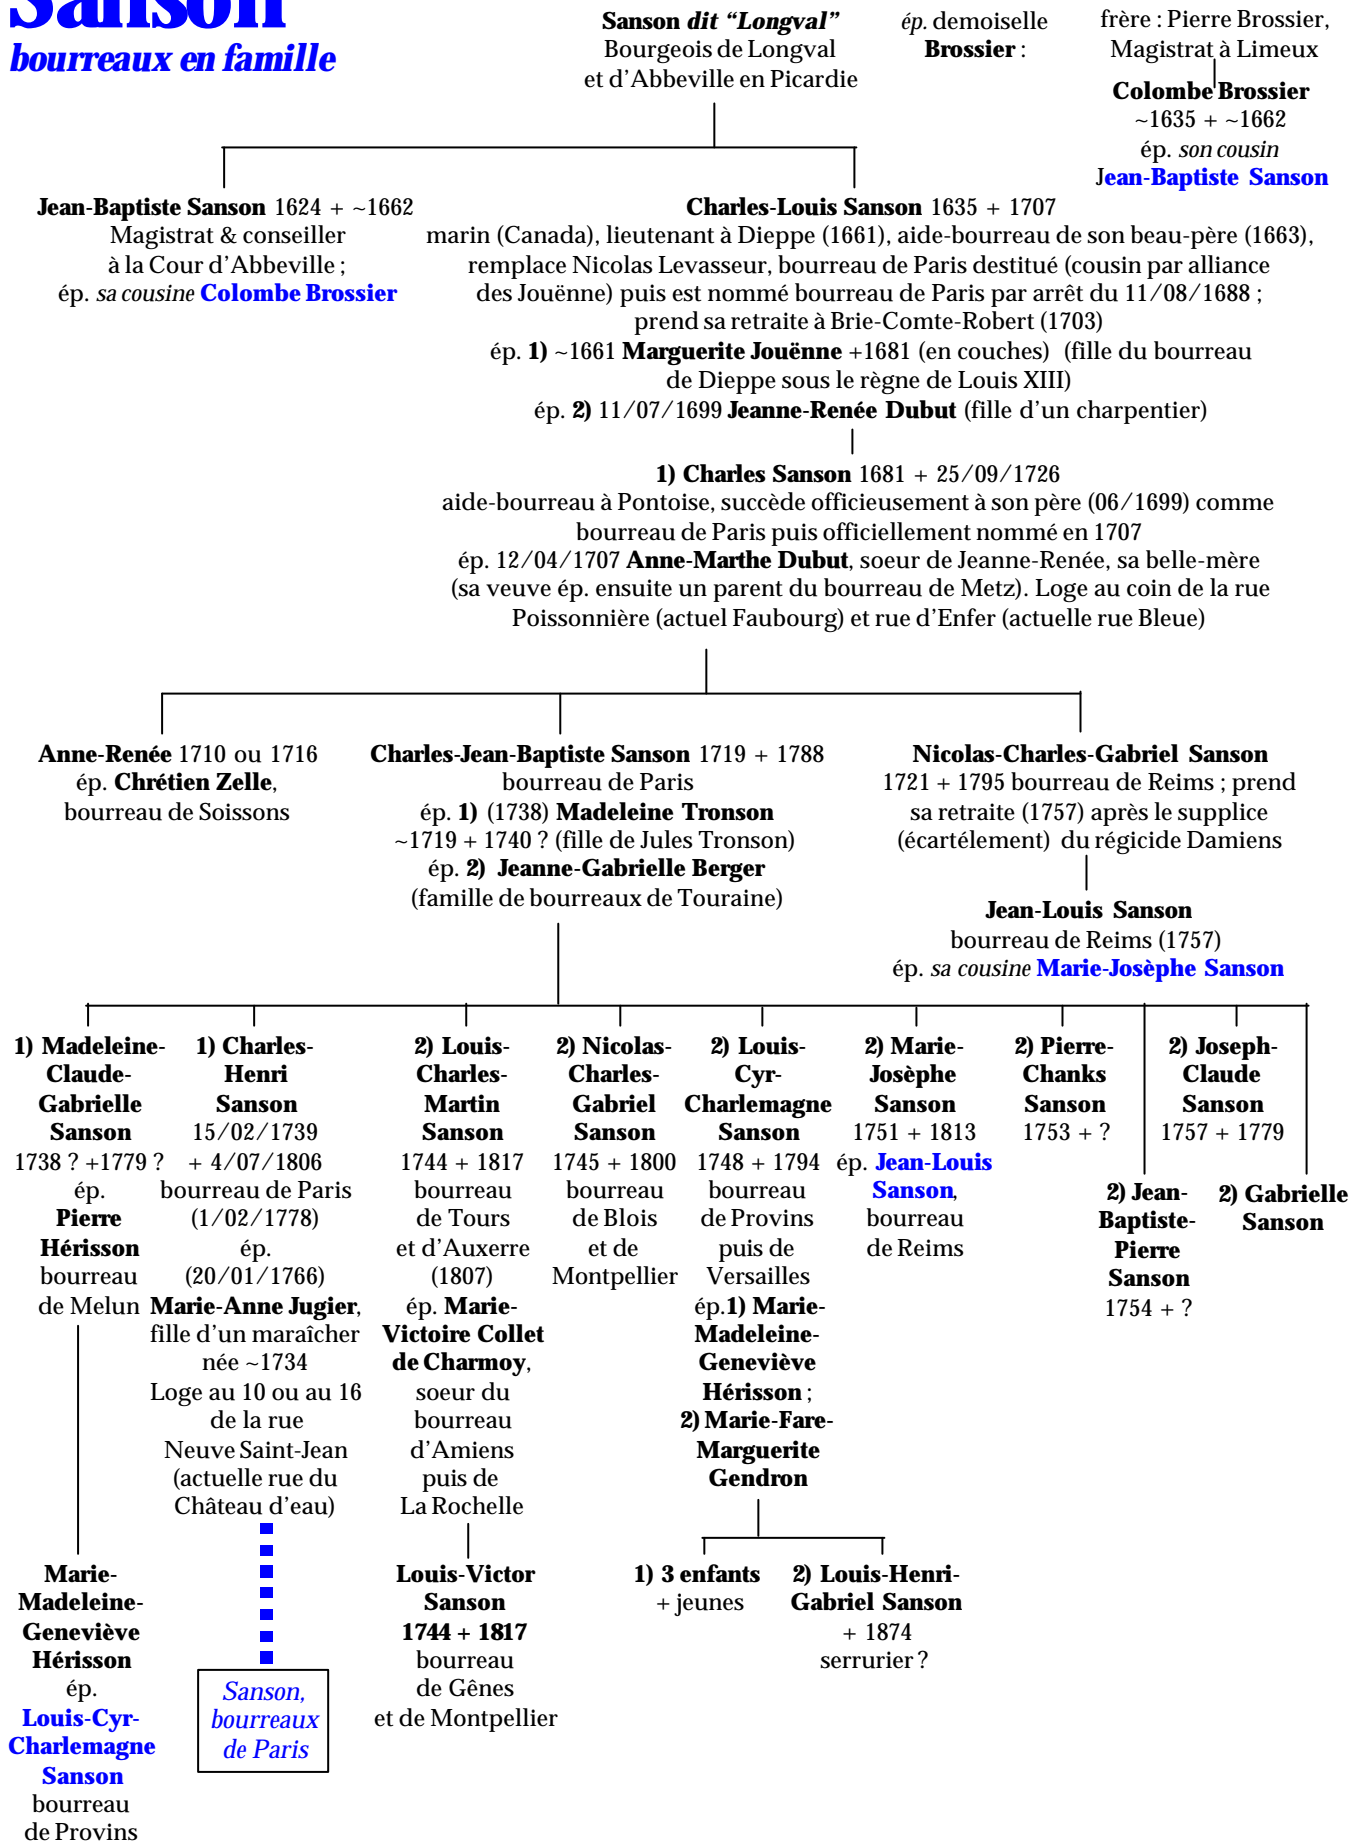 Sanson
bourreaux en famille
Sanson dit “Longval”
Bourgeois de Longval
et d’Abbeville en Picardie
ép. demoiselle
Brossier :
frère : Pierre Brossier,
Magistrat à Limeux
Colombe Brossier
~1635 + ~1662
ép. son cousin
Jean-Baptiste Sanson
Jean-Baptiste Sanson 1624 + ~1662
Magistrat & conseiller
à la Cour d’Abbeville ;
ép. sa cousine Colombe Brossier
Charles-Louis Sanson 1635 + 1707
marin (Canada), lieutenant à Dieppe (1661), aide-bourreau de son beau-père (1663),
remplace Nicolas Levasseur, bourreau de Paris destitué (cousin par alliance
des Jouënne) puis est nommé bourreau de Paris par arrêt du 11/08/1688 ;
prend sa retraite à Brie-Comte-Robert (1703)
ép. 1) ~1661 Marguerite Jouënne +1681 (en couches) (fille du bourreau
de Dieppe sous le règne de Louis XIII)
ép. 2) 11/07/1699 Jeanne-Renée Dubut (fille d’un charpentier)
1) Charles Sanson 1681 + 25/09/1726
aide-bourreau à Pontoise, succède officieusement à son père (06/1699) comme
bourreau de Paris puis officiellement nommé en 1707
ép. 12/04/1707 Anne-Marthe Dubut, soeur de Jeanne-Renée, sa belle-mère
(sa veuve ép. ensuite un parent du bourreau de Metz). Loge au coin de la rue
Poissonnière (actuel Faubourg) et rue d’Enfer (actuelle rue Bleue)
Anne-Renée 1710 ou 1716
ép. Chrétien Zelle,
bourreau de Soissons
Charles-Jean-Baptiste Sanson 1719 + 1788
bourreau de Paris
ép. 1) (1738) Madeleine Tronson
~1719 + 1740 ? (fille de Jules Tronson)
ép. 2) Jeanne-Gabrielle Berger
(famille de bourreaux de Touraine)
Nicolas-Charles-Gabriel Sanson
1721 + 1795 bourreau de Reims ; prend
sa retraite (1757) après le supplice
(écartélement) du régicide Damiens
Jean-Louis Sanson
bourreau de Reims (1757)
ép. sa cousine Marie-Josèphe Sanson
1) Madeleine-
Claude-
Gabrielle
Sanson
1738 ? +1779 ?
ép.
Pierre
Hérisson
bourreau
de Melun
1) Charles-
Henri
Sanson
15/02/1739
+ 4/07/1806
bourreau de Paris
(1/02/1778)
ép.
(20/01/1766)
Marie-Anne Jugier,
fille d’un maraîcher
née ~1734
Loge au 10 ou au 16
de la rue
Neuve Saint-Jean
(actuelle rue du
Château d’eau)
2) Louis-
Charles-
Martin
Sanson
1744 + 1817
bourreau
de Tours
et d’Auxerre
(1807)
ép. Marie-
Victoire Collet
de Charmoy,
soeur du
bourreau
d’Amiens
puis de
La Rochelle
2) Nicolas-
Charles-
Gabriel
Sanson
1745 + 1800
bourreau
de Blois
et de
Montpellier
2) Louis-
Cyr-
Charlemagne
Sanson
1748 + 1794
bourreau
de Provins
puis de
Versailles
ép.1) Marie-
Madeleine-
Geneviève
Hérisson ;
2) Marie-Fare-
Marguerite
Gendron
2) Marie-
Josèphe
Sanson
1751 + 1813
ép. Jean-Louis
Sanson,
bourreau
de Reims
2) Pierre-
Chanks
Sanson
1753 + ?
2) Jean-
Baptiste-
Pierre
Sanson
1754 + ?
2) Joseph-
Claude
Sanson
1757 + 1779
2) Gabrielle
Sanson
Marie-
Madeleine-
Geneviève
Hérisson
ép.
Louis-Cyr-
Charlemagne
Sanson
bourreau
de Provins
Sanson,
bourreaux
de Paris
Louis-Victor
Sanson
1744 + 1817
bourreau
de Gênes
et de Montpellier
1) 3 enfants
+ jeunes
2) Louis-Henri-
Gabriel Sanson
+ 1874
serrurier ?